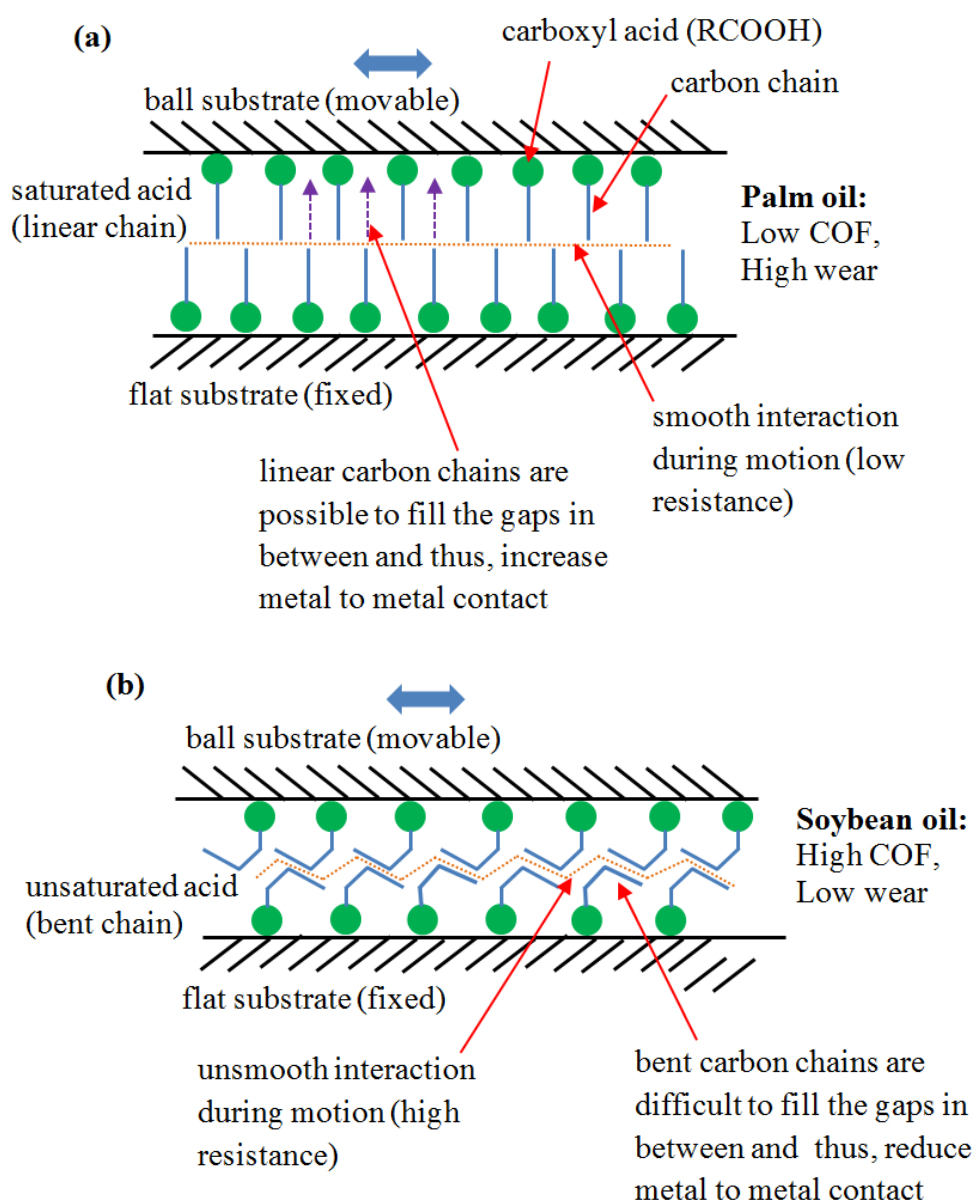 (a)
carboxyl acid (RCOOH)
carbon chain
ball substrate (movable)
saturated acid
(linear chain)
Palm oil:
Low COF,
High wear
flat substrate (fixed)
smooth interaction
during motion (low
resistance)
linear carbon chains are
possible to fill the gaps in
between and thus, increase
metal to metal contact
(b)
ball substrate (movable)
Soybean oil:
High COF,
Low wear
unsaturated acid
(bent chain)
flat substrate (fixed)
unsmooth interaction
during motion (high
resistance)
bent carbon chains are
difficult to fill the gaps in
between and thus, reduce
metal to metal contact